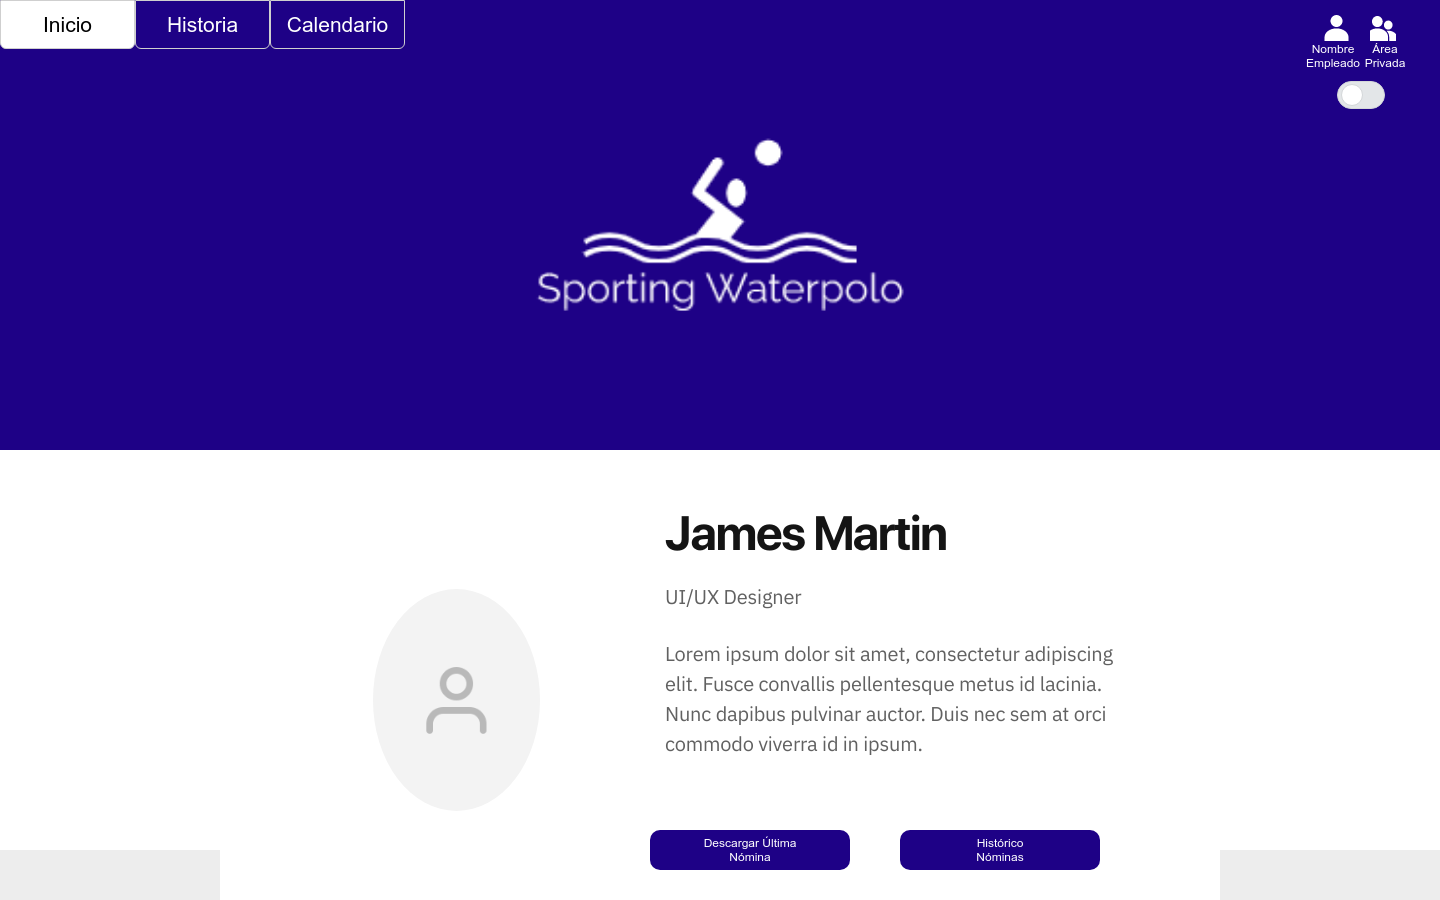 Inicio
Historia
Calendario
Nombre
Empleado
Área
Privada
Sporting Waterpolo
James Martin
UI/UX Designer
Lorem ipsum dolor sit amet, consectetur adipiscing
elit. Fusce convallis pellentesque metus id lacinia.
Nunc dapibus pulvinar auctor. Duis nec sem at orci
commodo viverra id in ipsum.
Descargar Última
Nómina
Histórico
Nóminas